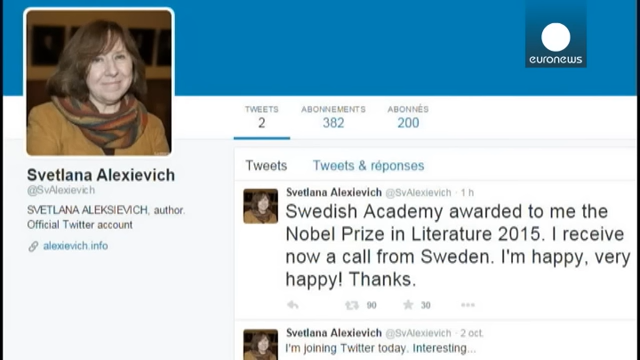 euronews
TWEETS
2
ABONNEMENTS
382
ABONNÉS
200
Svetlana Alexievich
@SvAlexievich
SVETLANA ALEKSIEVICH, author.
Official Twitter account
alexievich.info
Tweets
Tweets & réponses
Svetlana Alexievich @SvAlexievich · 1 h
Swedish Academy awarded to me the
Nobel Prize in Literature 2015. I receive
now a call from Sweden. I'm happy, very
happy! Thanks.
90
30
Svetlana Alexievich @SvAlexievich · 2 oct.
I'm joining Twitter today. Interesting...